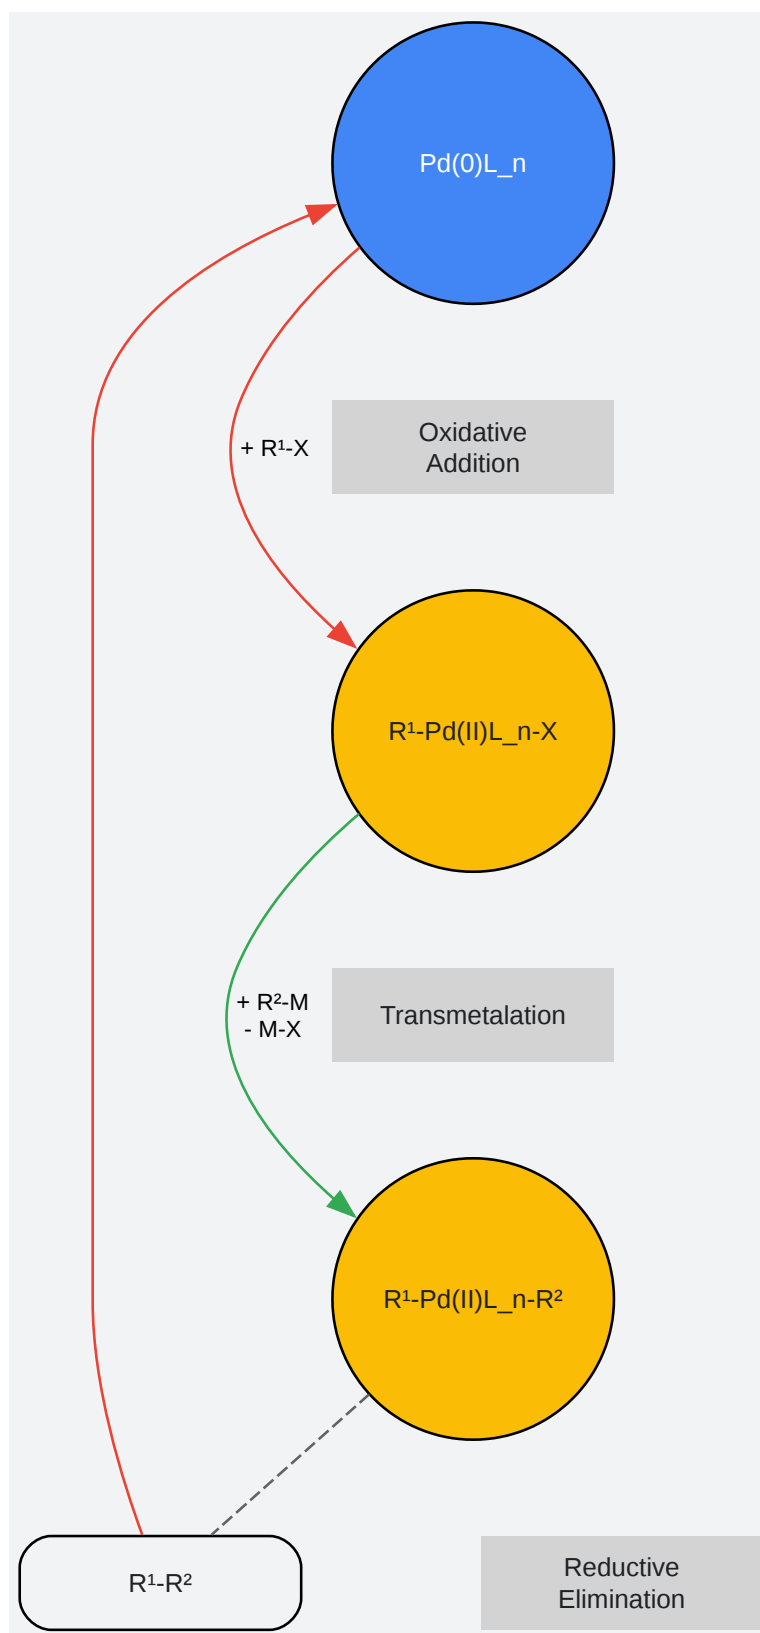 Pd(0)L_n
+ R¹-X
Oxidative
Addition
R¹-Pd(II)L_n-X
+ R²-M
- M-X
Transmetalation
R¹-Pd(II)L_n-R²
R¹-R²
Reductive
Elimination